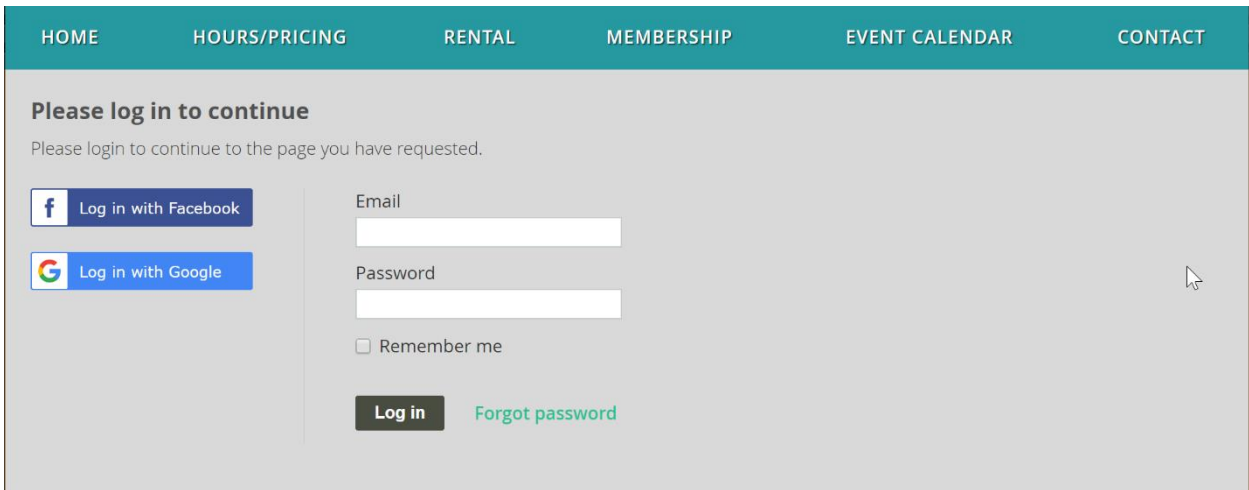 HOME HOURS/PRICING RENTAL MEMBERSHIP EVENT CALENDAR CONTACT
Please log in to continue
Please login to continue to the page you have requested.
f Log in with Facebook
G Log in with Google
Email
Password
Remember me
Log in Forgot password